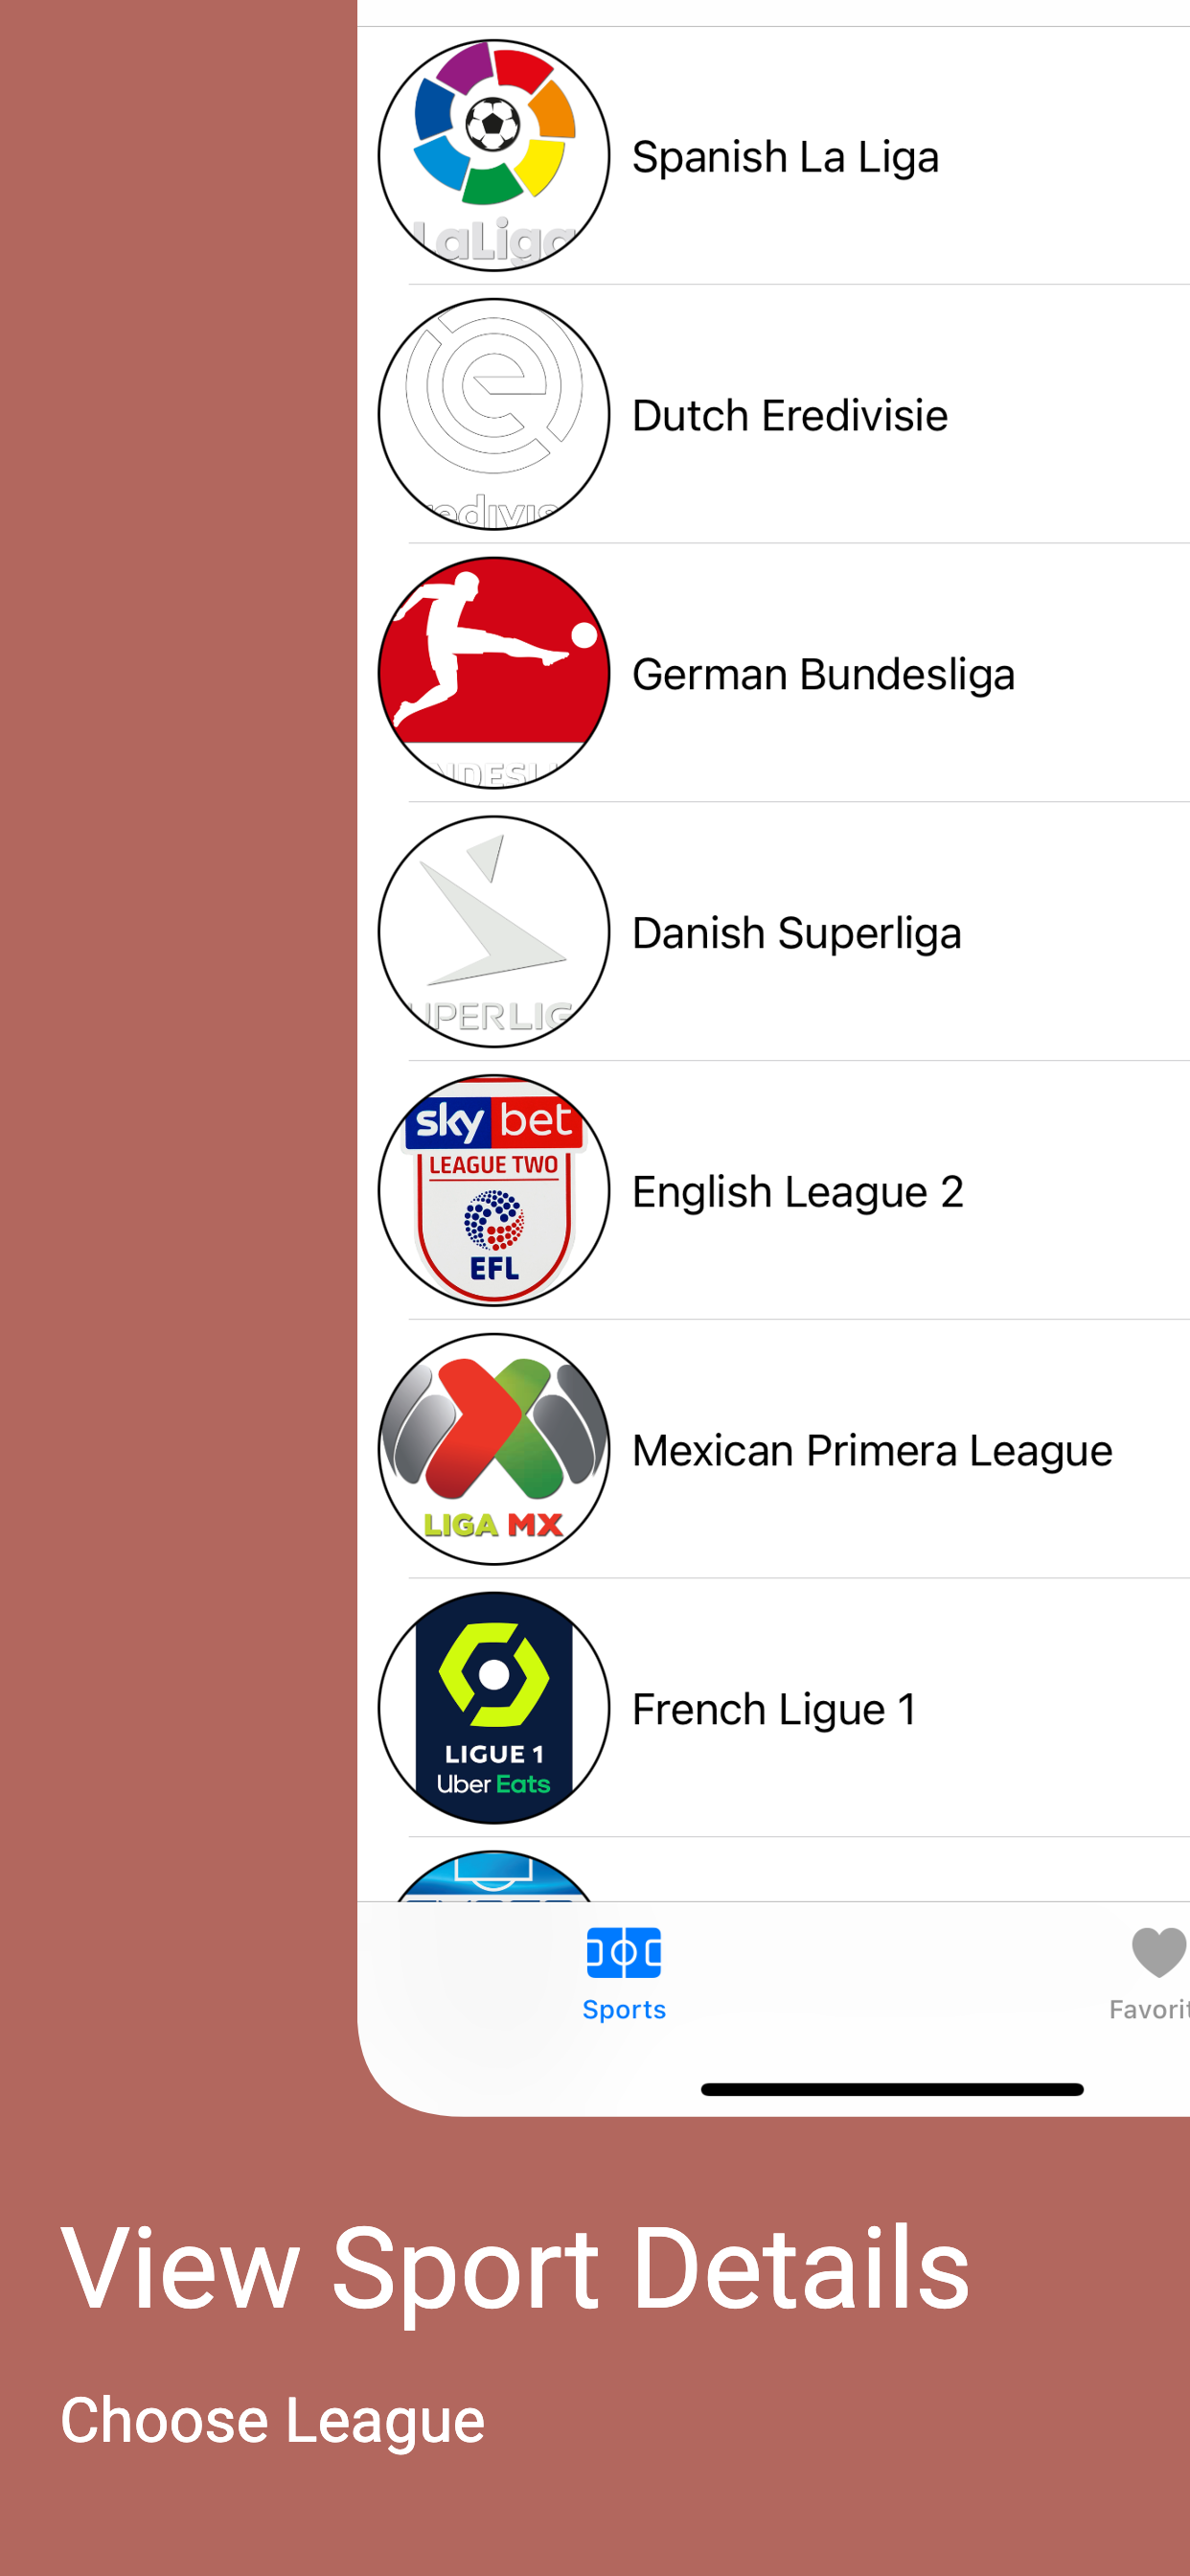 LaLiga
Spanish La Liga
Dutch Eredivisie
German Bundesliga
Danish Superliga
sky bet
LEAGUE TWO
EFL
English League 2
LIGA MX
Mexican Primera League
LIGUE 1
Uber Eats
French Ligue 1
Sports
Favorit
View Sport Details
Choose League